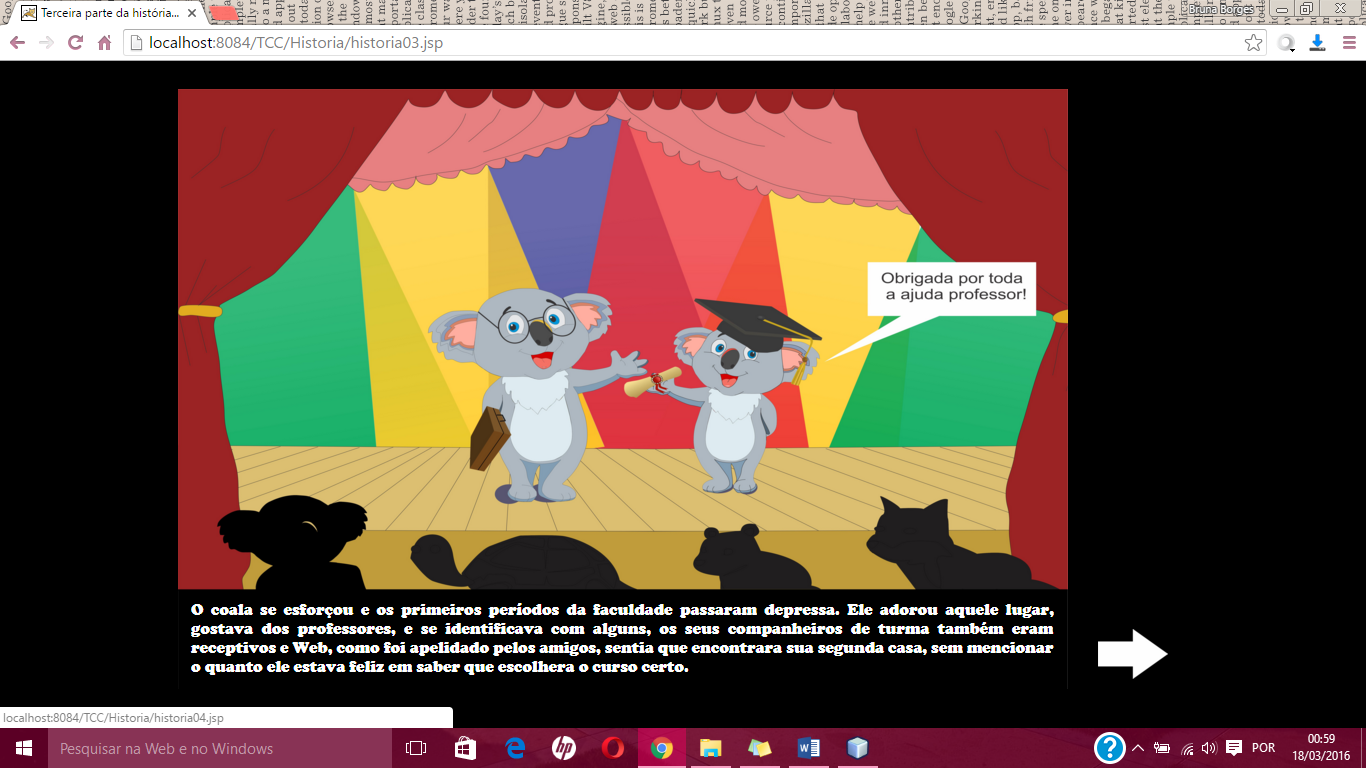 Terceira parte da história...
Bruna Borges
localhost:8084/TCC/Historia/historia03.jsp
Obrigada por toda
a ajuda professor!
O coala se esforçou e os primeiros períodos da faculdade passaram depressa. Ele adorou aquele lugar,
gostava dos professores, e se identificava com alguns, os seus companheiros de turma também eram
receptivos e Web, como foi apelidado pelos amigos, sentia que encontrara sua segunda casa, sem mencionar
o quanto ele estava feliz em saber que escolhera o curso certo.
localhost:8084/TCC/Historia/historia04.jsp
Pesquisar na Web e no Windows
hp
POR
00:59
18/03/2016